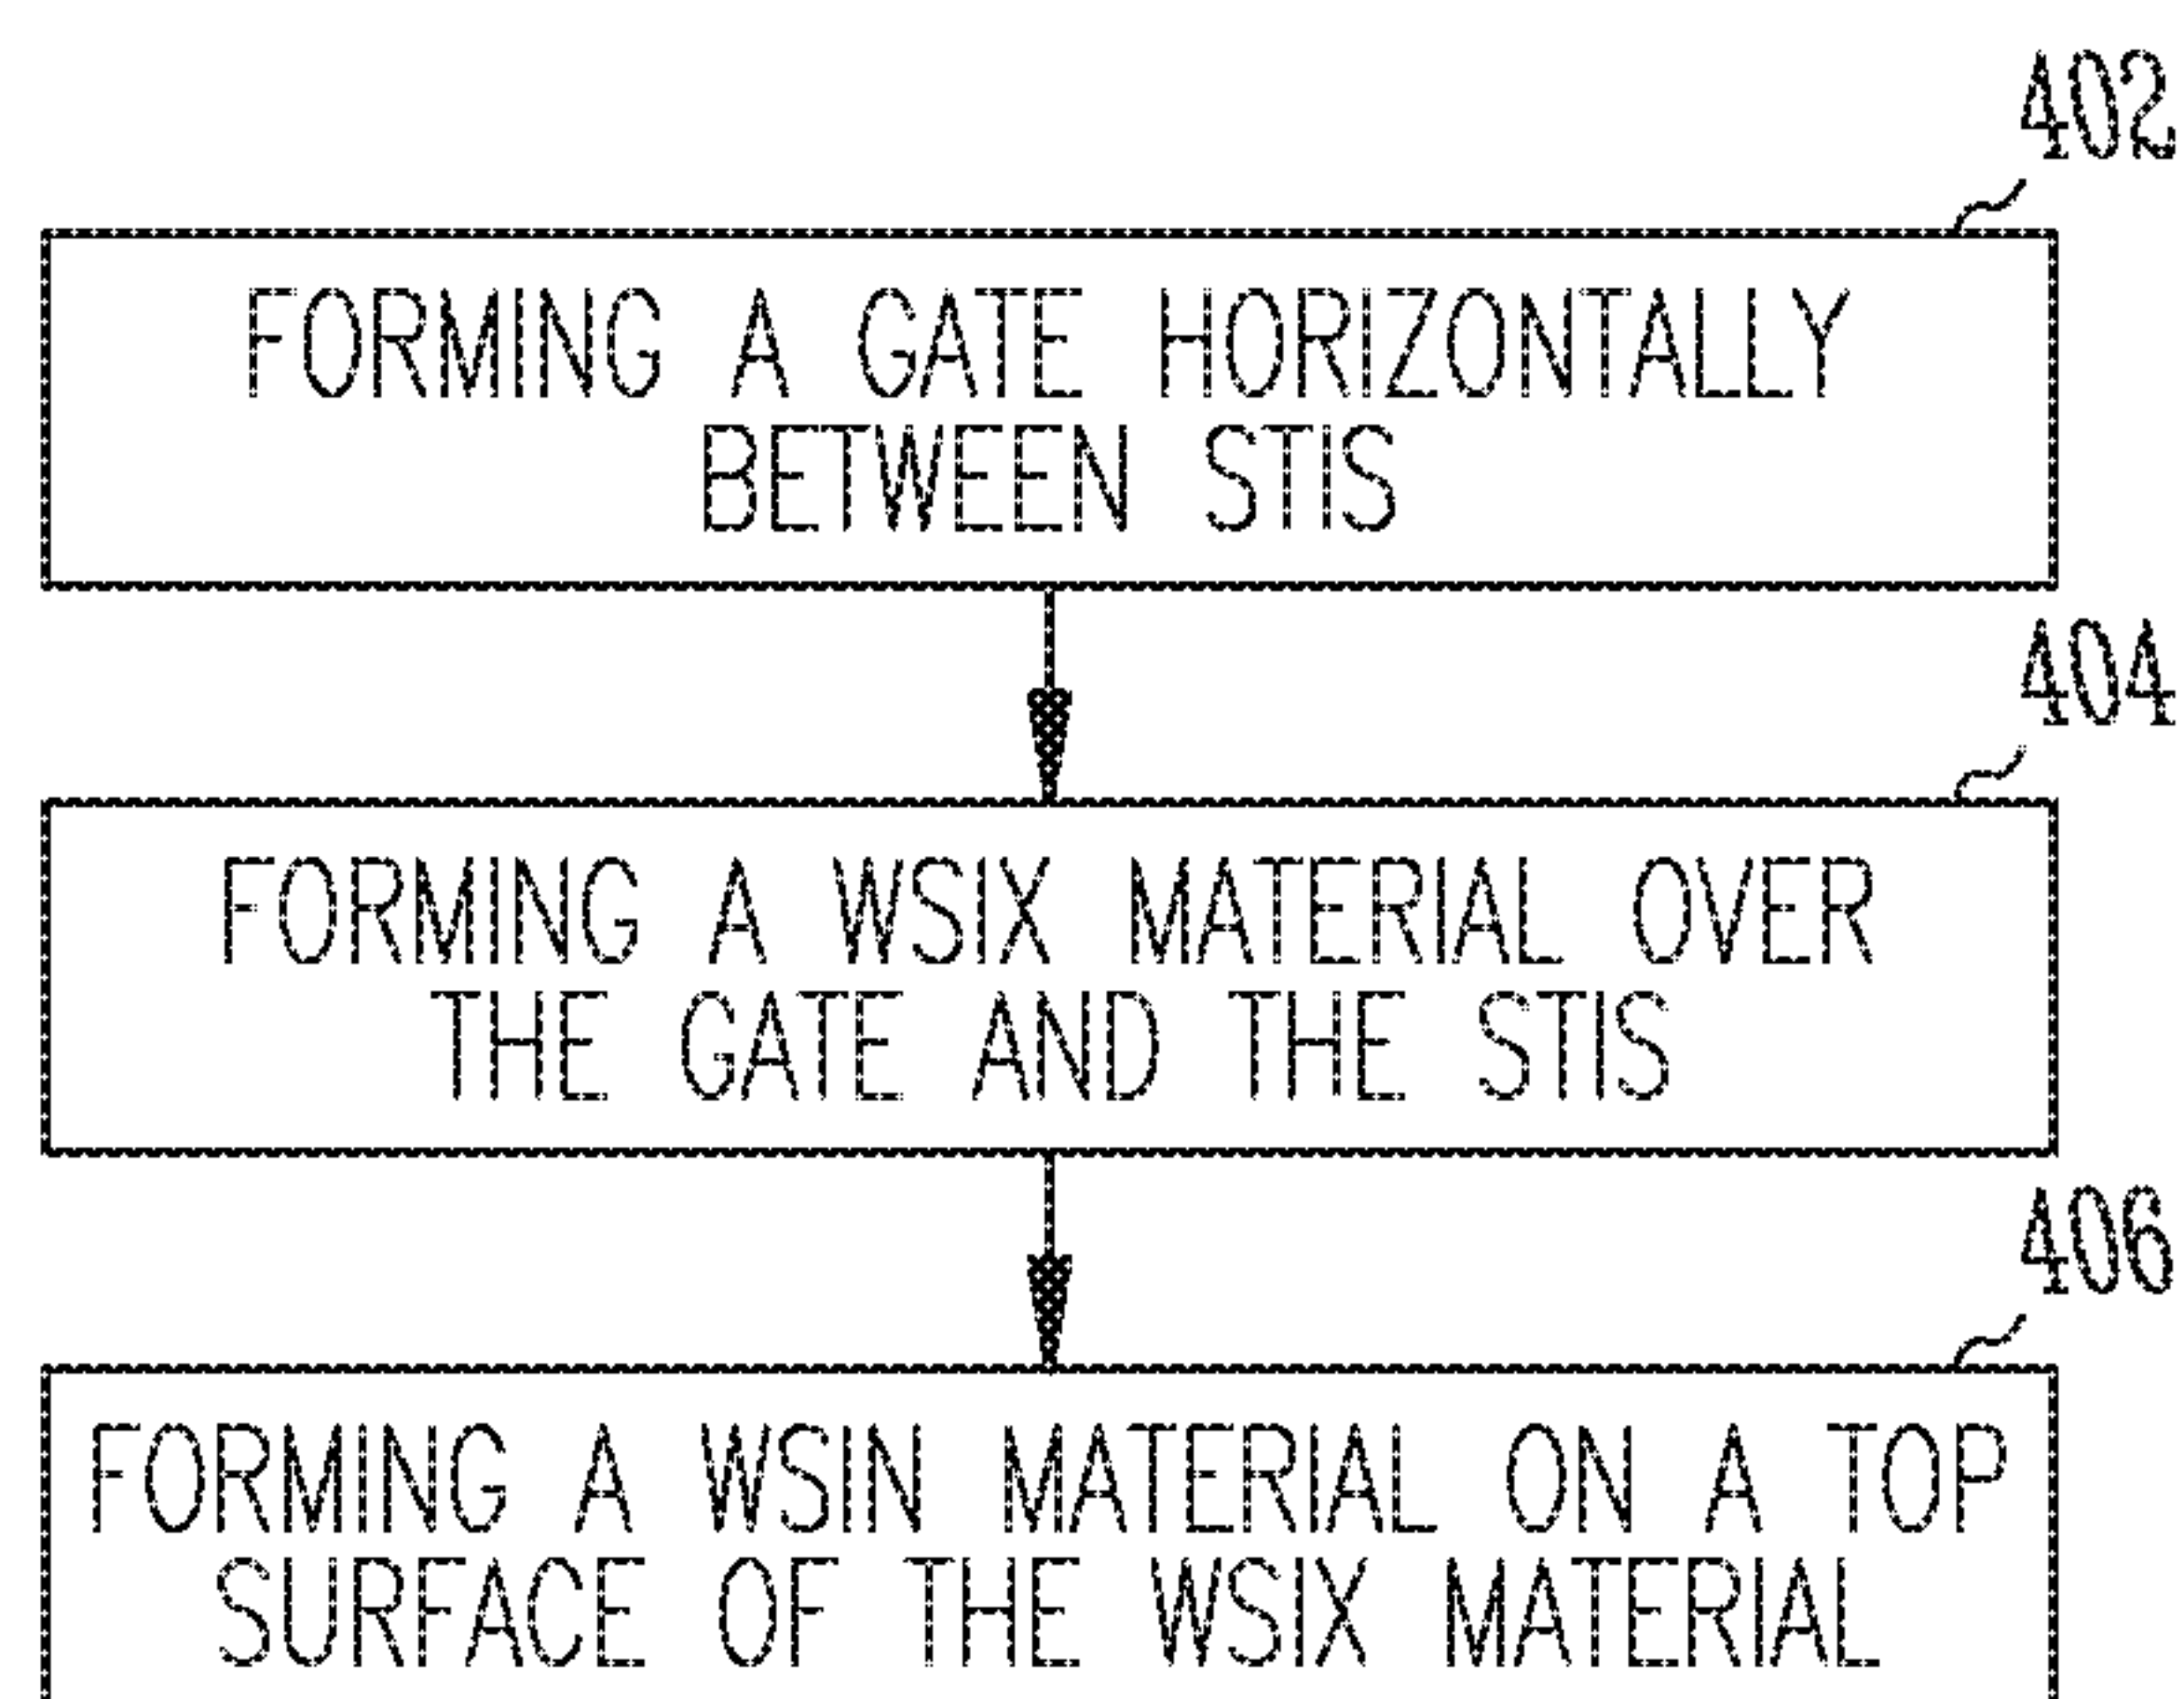 402
FORMING A GATE HORIZONTALLY
BETWEEN STIS
404
FORMING A WSIX MATERIAL OVER
THE GATE AND THE STIS
406
FORMING A WSIN MATERIAL ON A TOP
SURFACE OF THE WSIX MATERIAL